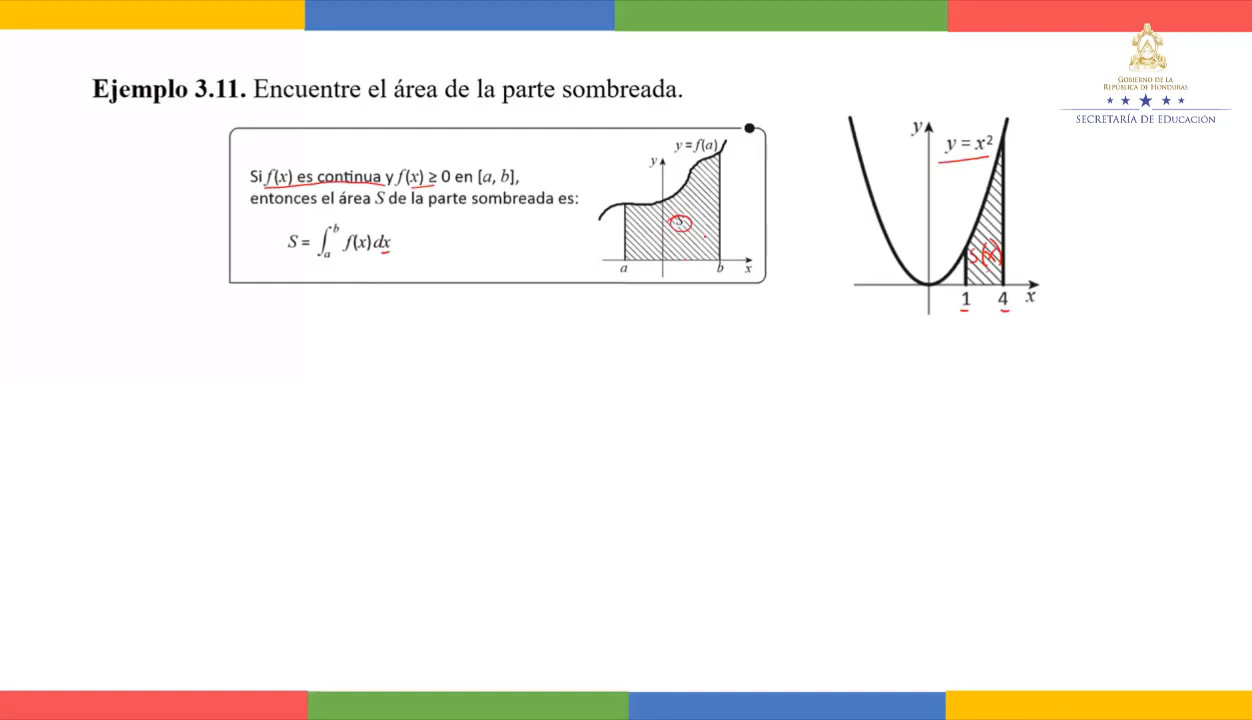 Ejemplo 3.11. Encuentre el área de la parte sombreada.
GOBIERNO DE LA
REPÚBLICA DE HONDURAS
SECRETARÍA DE EDUCACIÓN
Si f(x) es continua y f(x) ≥ 0 en [a, b],
entonces el área S de la parte sombreada es:
S = ∫_a^b f(x) dx
y = f(a)
y
S
a
b
x
y
y = x²
S(x)
1
4
x